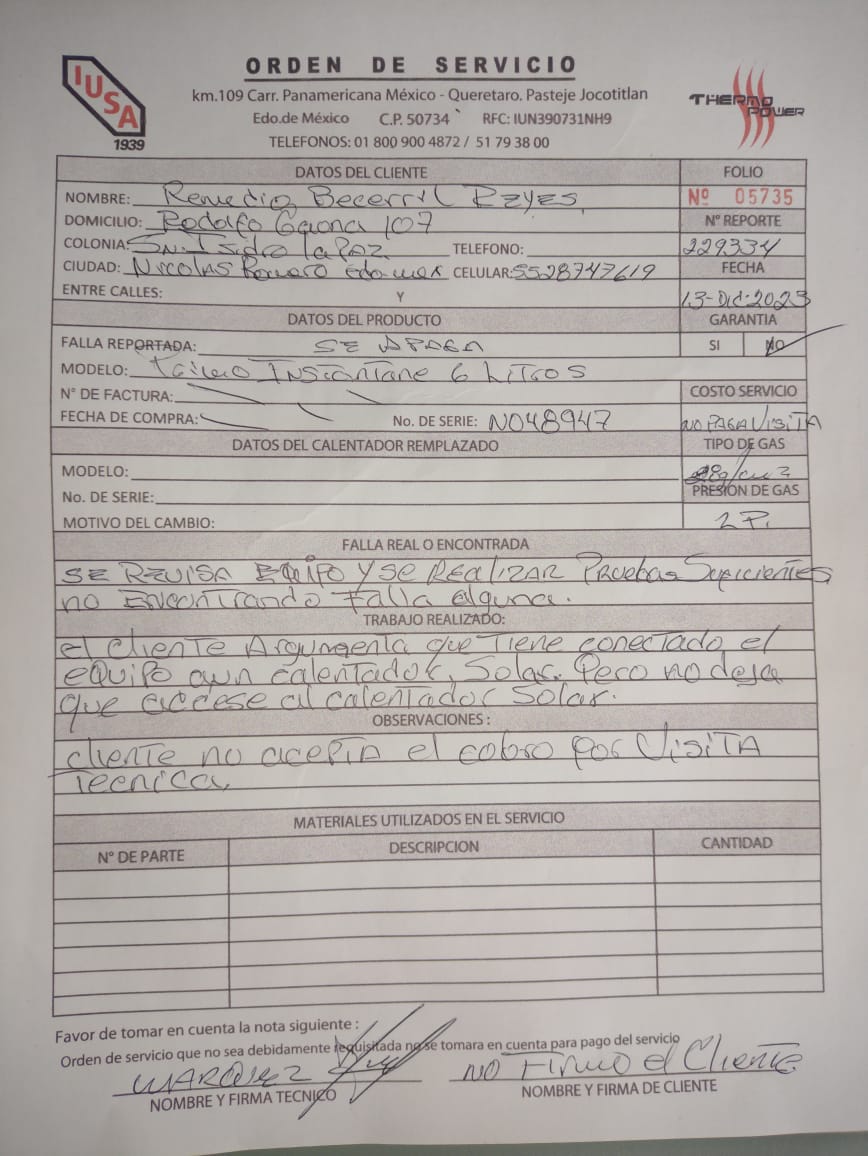 ORDEN DE SERVICIO
IUSA
1939
km.109 Carr. Panamericana México - Queretaro. Pasteje Jocotitlan
Edo.de México C.P. 50734 RFC: IUN390731NH9
TELEFONOS: 01 800 900 4872 / 51 79 38 00
THERMO POWER
DATOS DEL CLIENTE FOLIO
NOMBRE: Remedio Becerril Reyes Nº 05735
DOMICILIO: Rodolfo Gaona 107 N° REPORTE
COLONIA: Sn. Isidro la Paz TELEFONO: 229334
CIUDAD: Nicolas Romero Edo mex CELULAR: 5528747619 FECHA
ENTRE CALLES: Y 13-Dic-2023
DATOS DEL PRODUCTO GARANTIA
FALLA REPORTADA: SE APAGA SI NO
MODELO: INSTANTANE 6 LITROS
N° DE FACTURA: COSTO SERVICIO
FECHA DE COMPRA: No. DE SERIE: N048947 NO PAGA VISITA
DATOS DEL CALENTADOR REMPLAZADO TIPO DE GAS
MODELO:
No. DE SERIE: PRESIÓN DE GAS
MOTIVO DEL CAMBIO:
FALLA REAL O ENCONTRADA
SE REVISA EQUIPO Y SE REALIZAR Pruebas Suficientes
no ENCONTRANDO Falla alguna.
TRABAJO REALIZADO:
el cliente Argumenta que Tiene conectado el
equipo a un calentador Solar. Pero no deja
que accese al calentador Solar.
OBSERVACIONES :
cliente no acepta el cobro por VISITA
Tecnica
MATERIALES UTILIZADOS EN EL SERVICIO
N° DE PARTE DESCRIPCION CANTIDAD
Favor de tomar en cuenta la nota siguiente :
Orden de servicio que no sea debidamente requisitada no se tomara en cuenta para pago del servicio
MARQUEZ NO Firmo el Cliente
NOMBRE Y FIRMA TECNICO NOMBRE Y FIRMA DE CLIENTE